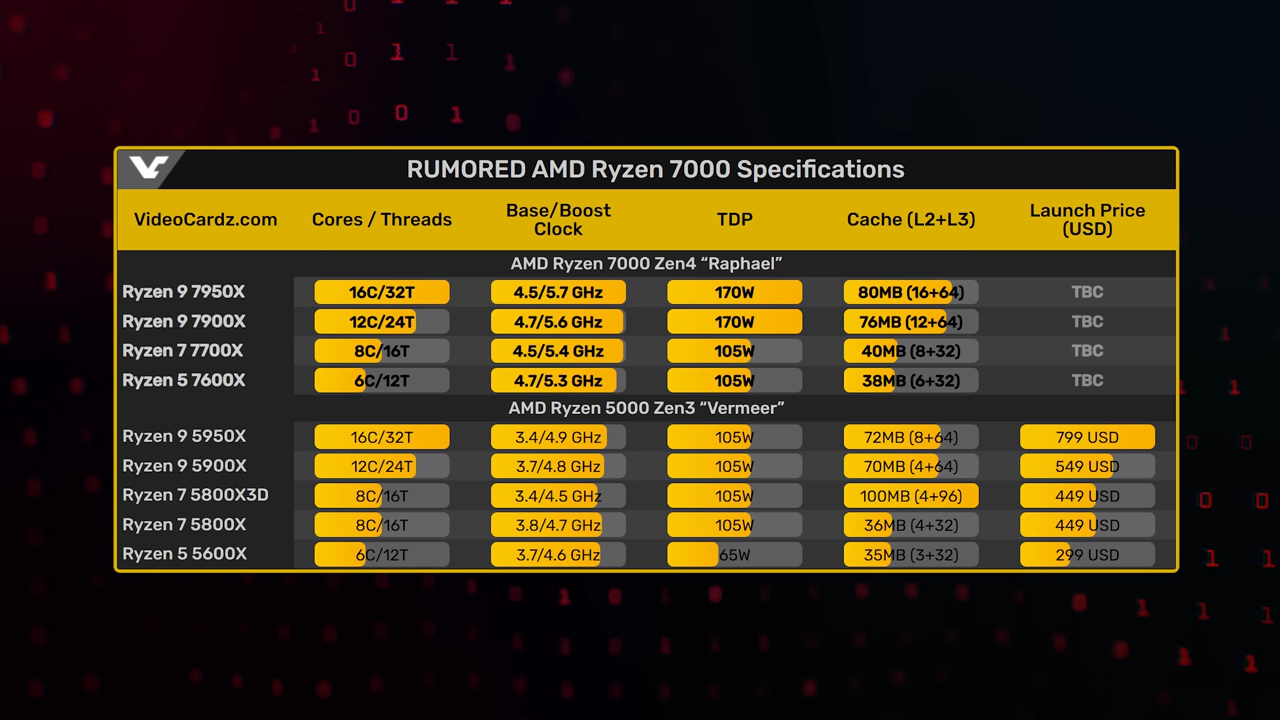 RUMORED AMD Ryzen 7000 Specifications
VideoCardz.com Cores / Threads Base/Boost Clock TDP Cache (L2+L3) Launch Price (USD)
AMD Ryzen 7000 Zen4 “Raphael”
Ryzen 9 7950X 16C/32T 4.5/5.7 GHz 170W 80MB (16+64) TBC
Ryzen 9 7900X 12C/24T 4.7/5.6 GHz 170W 76MB (12+64) TBC
Ryzen 7 7700X 8C/16T 4.5/5.4 GHz 105W 40MB (8+32) TBC
Ryzen 5 7600X 6C/12T 4.7/5.3 GHz 105W 38MB (6+32) TBC
AMD Ryzen 5000 Zen3 “Vermeer”
Ryzen 9 5950X 16C/32T 3.4/4.9 GHz 105W 72MB (8+64) 799 USD
Ryzen 9 5900X 12C/24T 3.7/4.8 GHz 105W 70MB (4+64) 549 USD
Ryzen 7 5800X3D 8C/16T 3.4/4.5 GHz 105W 100MB (4+96) 449 USD
Ryzen 7 5800X 8C/16T 3.8/4.7 GHz 105W 36MB (4+32) 449 USD
Ryzen 5 5600X 6C/12T 3.7/4.6 GHz 65W 35MB (3+32) 299 USD